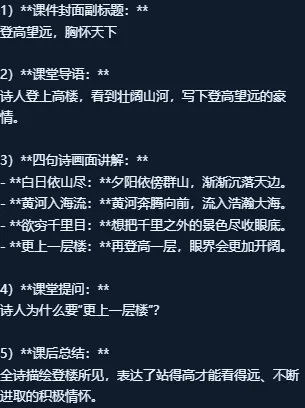 1）**课件封面副标题：**
登高望远，胸怀天下
2）**课堂导语：**
诗人登上高楼，看到壮阔山河，写下登高望远的豪
情。
3）**四句诗画面讲解：**
- **白日依山尽：**夕阳依傍群山，渐渐沉落天边。
- **黄河入海流：**黄河奔腾向前，流入浩瀚大海。
- **欲穷千里目：**想把千里之外的景色尽收眼底。
- **更上一层楼：**再登高一层，眼界会更加开阔。
4）**课堂提问：**
诗人为什么要“更上一层楼”？
5）**课后总结：**
全诗描绘登楼所见，表达了站得高才能看得远、不断
进取的积极情怀。